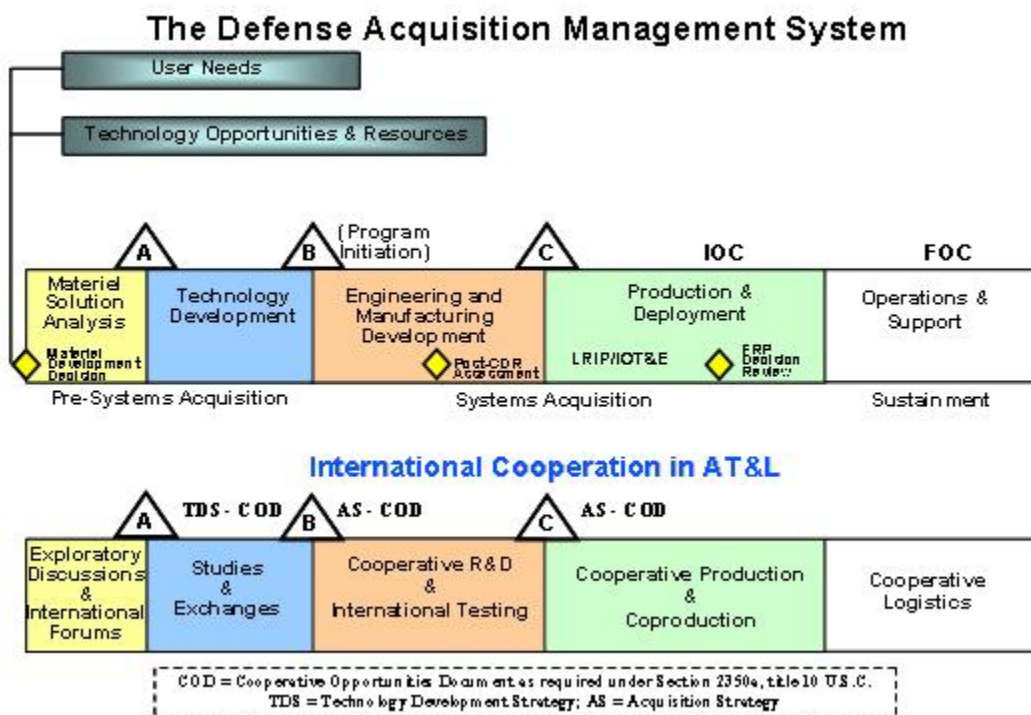 The Defense Acquisition Management System
User Needs
Technology Opportunities & Resources
A
B
(Program
Initiation)
C
IOC
FOC
Materiel
Solution
Analysis
Technology
Development
Engineering and
Manufacturing
Development
Production &
Deployment
Operations &
Support
Materiel
Development
Decision
Post-CDR
Assessment
LRIP/IOT&E
FRP
Decision
Review
Pre-Systems Acquisition
Systems Acquisition
Sustainment
International Cooperation in AT&L
A
TDS - COD
B
AS - COD
C
AS - COD
Exploratory
Discussions
&
International
Forums
Studies
&
Exchanges
Cooperative R&D
&
International Testing
Cooperative Production
&
Coproduction
Cooperative
Logistics
COD = Cooperative Opportunities Document as required under Section 2350a, title 10 U.S.C.
TDS = Technology Development Strategy; AS = Acquisition Strategy